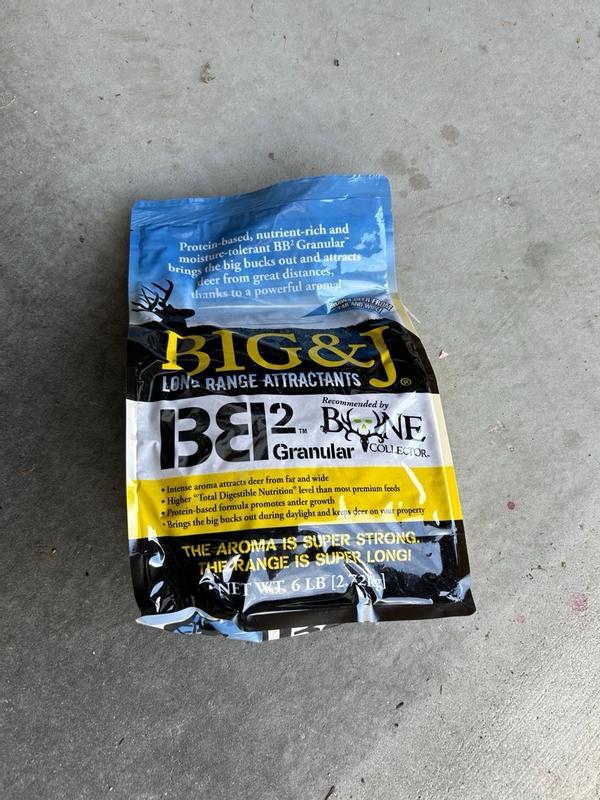 Protein-based, nutrient-rich and
moisture-tolerant BB² Granular™
brings the big bucks out and attracts
deer from great distances,
thanks to a powerful aroma!
BIG&J®
LONG RANGE ATTRACTANTS
BB²™
Granular
Recommended by
BONE
COLLECTOR
• Intense aroma attracts deer from far and wide
• Higher "Total Digestible Nutrition" level than most premium feeds
• Protein-based formula promotes antler growth
• Brings the big bucks out during daylight and keeps deer on your property
THE AROMA IS SUPER STRONG.
THE RANGE IS SUPER LONG!
NET WT. 6 LB [2.72kg]